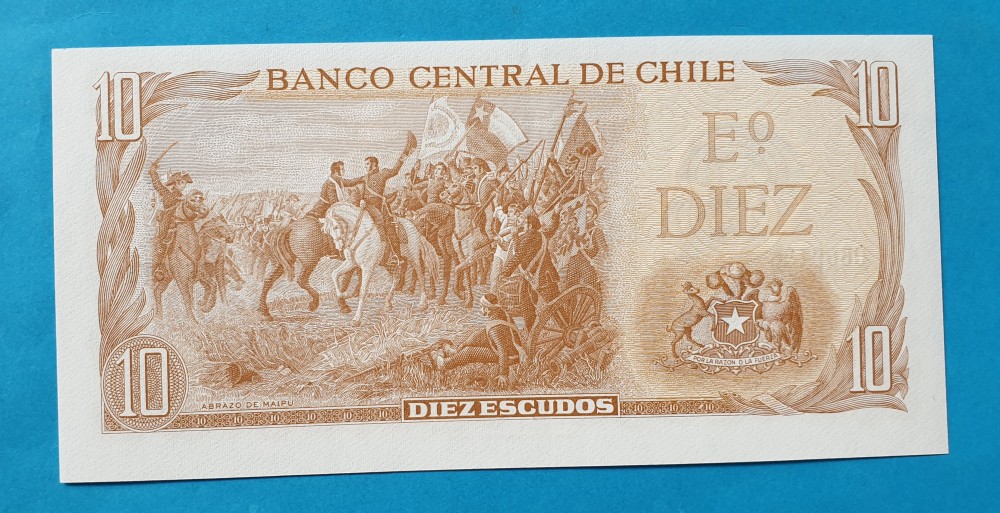 10 BANCO CENTRAL DE CHILE 10
Eº
DIEZ
POR LA RAZON O LA FUERZA
10 ABRAZO DE MAIPU DIEZ ESCUDOS 10